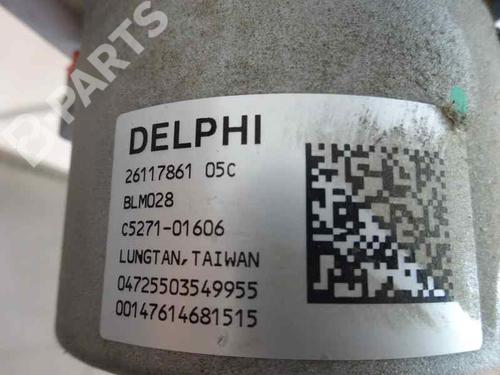 B-PARTS
DELPHI
26117861 05C
BLM028
C5271-01606
LUNGTAN, TAIWAN
04725503549955
00147614681515